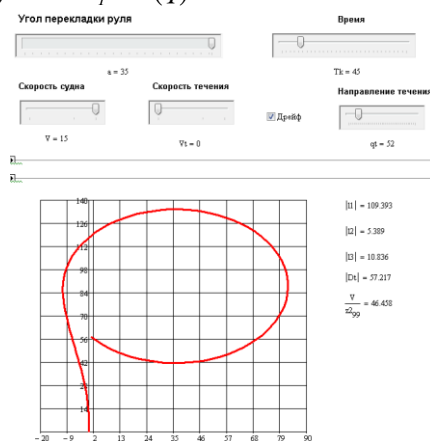 Угол перекладки руля
Время
a = 35
Tk = 45
Скорость судна
Скорость течения
Направление течения
Дрейф
V = 15
Vt = 0
qt = 52
|l1| = 109.393
|l2| = 5.389
|l3| = 10.836
|Dt| = 57.217
V
= 46.458
140
126
112
98
84
70
56
42
28
14
− 20 − 9 2 13 24 35 46 57 68 79 90